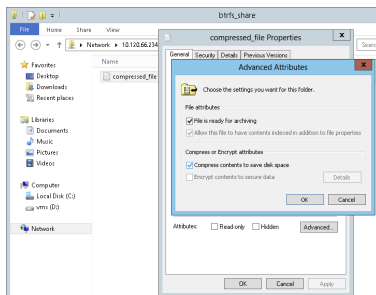 btrfs_share
File
Home
Share
View
Network
10.120.66.234
Searc
Favorites
Desktop
Downloads
Recent places
Libraries
Documents
Music
Pictures
Videos
Computer
Local Disk (C:)
vms (D:)
Network
Name
compressed_file
compressed_file Properties
x
General
Security
Details
Previous Versions
Advanced Attributes
x
Choose the settings you want for this folder.
File attributes
File is ready for archiving
Allow this file to have contents indexed in addition to file properties
Compress or Encrypt attributes
Compress contents to save disk space
Encrypt contents to secure data
Details
OK
Cancel
Attributes:
Read-only
Hidden
Advanced...
OK
Cancel
Apply